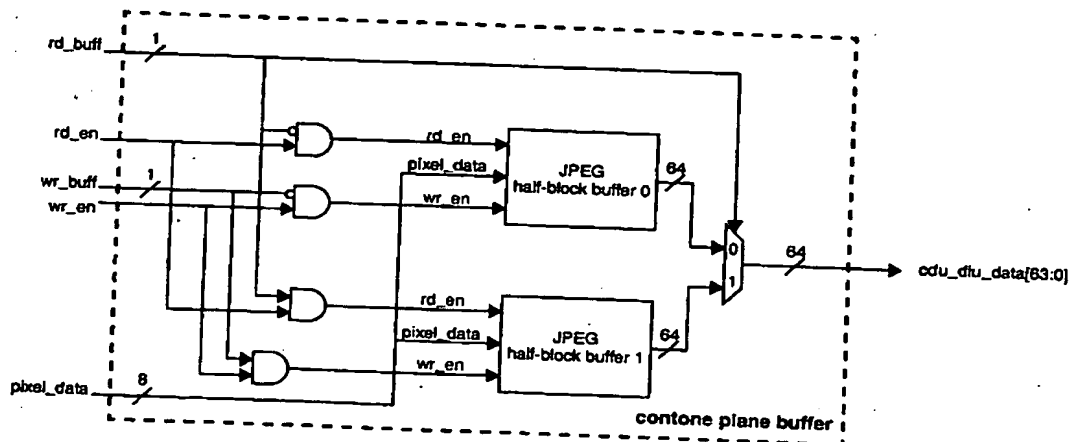 rd_buff
1
rd_en
rd_en
JPEG
half-block buffer 0
64
pixel_data
wr_buff
1
wr_en
wr_en
0
64
cdu_diu_data[63:0]
1
rd_en
JPEG
half-block buffer 1
64
pixel_data
wr_en
pixel_data
8
contone plane buffer